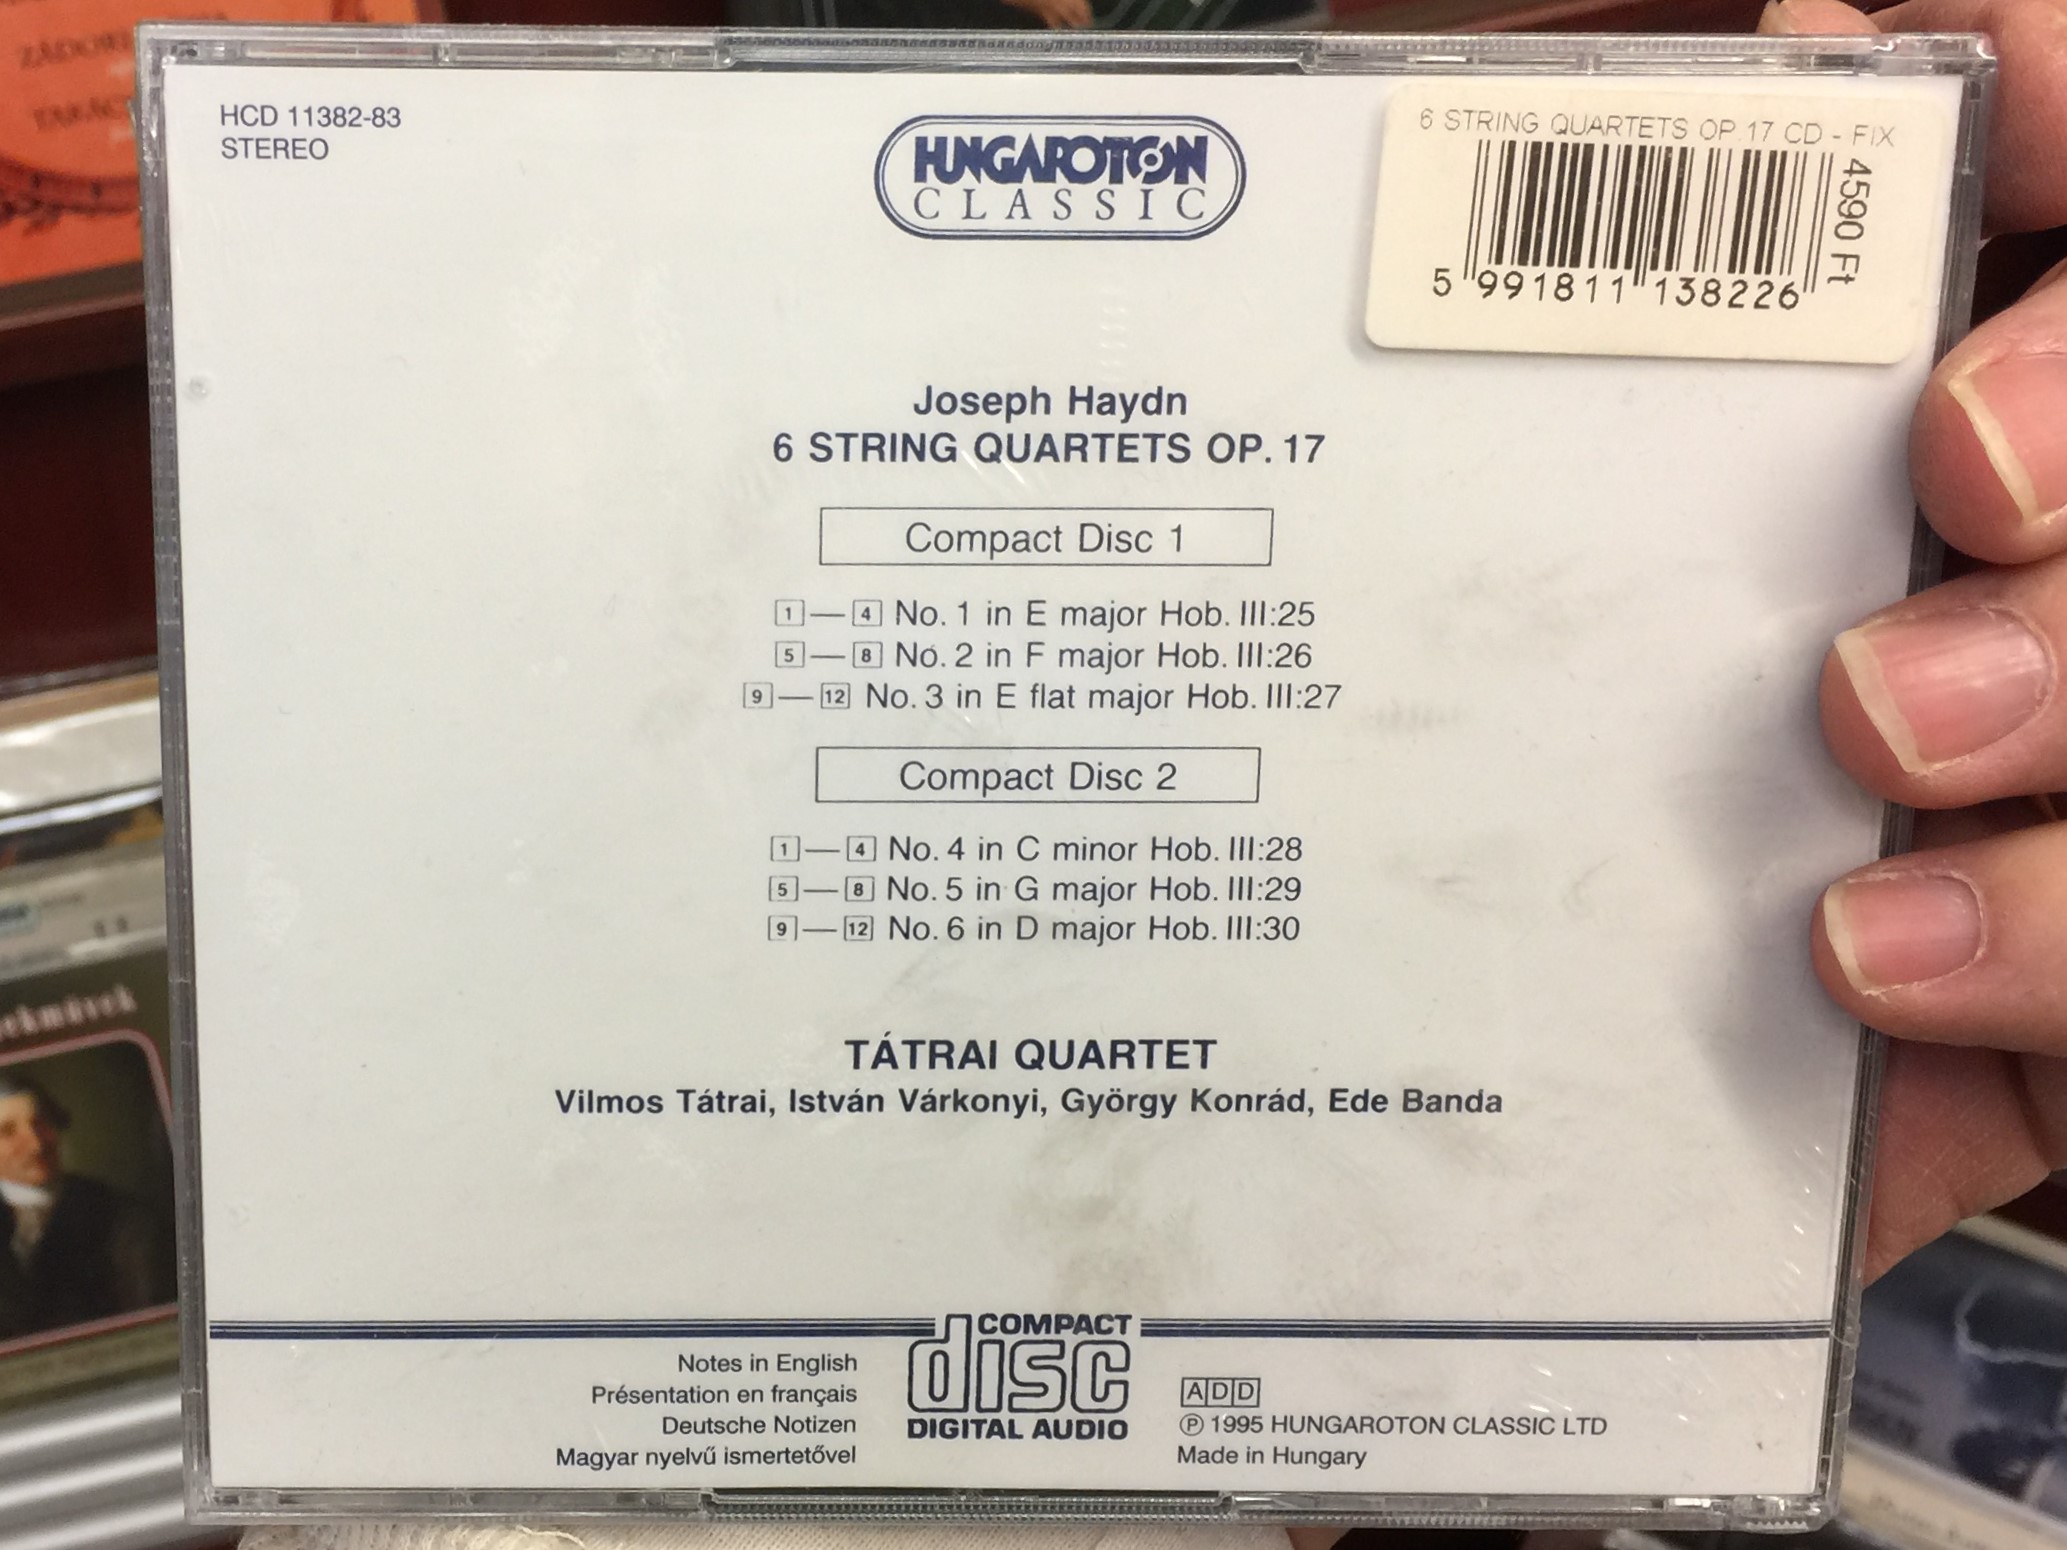 HCD 11382-83
STEREO
HUNGAROTON
CLASSIC
6 STRING QUARTETS OP.17 CD - FIX
4590 Ft
5 991811 138226
Joseph Haydn
6 STRING QUARTETS OP. 17
Compact Disc 1
1—4 No. 1 in E major Hob. III:25
5—8 No. 2 in F major Hob. III:26
9—12 No. 3 in E flat major Hob. III:27
Compact Disc 2
1—4 No. 4 in C minor Hob. III:28
5—8 No. 5 in G major Hob. III:29
9—12 No. 6 in D major Hob. III:30
TÁTRAI QUARTET
Vilmos Tátrai, István Várkonyi, György Konrád, Ede Banda
COMPACT
disc
DIGITAL AUDIO
Notes in English
Présentation en français
Deutsche Notizen
Magyar nyelvű ismertetővel
ADD
℗ 1995 HUNGAROTON CLASSIC LTD
Made in Hungary